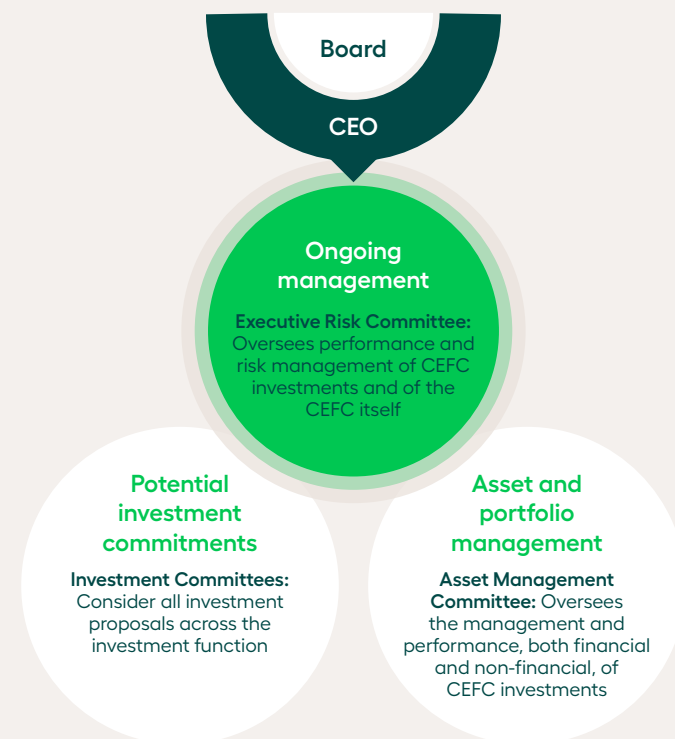 Board
CEO
Ongoing
management
Executive Risk Committee:
Oversees performance and
risk management of CEFC
investments and of the
CEFC itself
Potential
investment
commitments
Investment Committees:
Consider all investment
proposals across the
investment function
Asset and
portfolio
management
Asset Management
Committee: Oversees
the management and
performance, both financial
and non-financial, of
CEFC investments